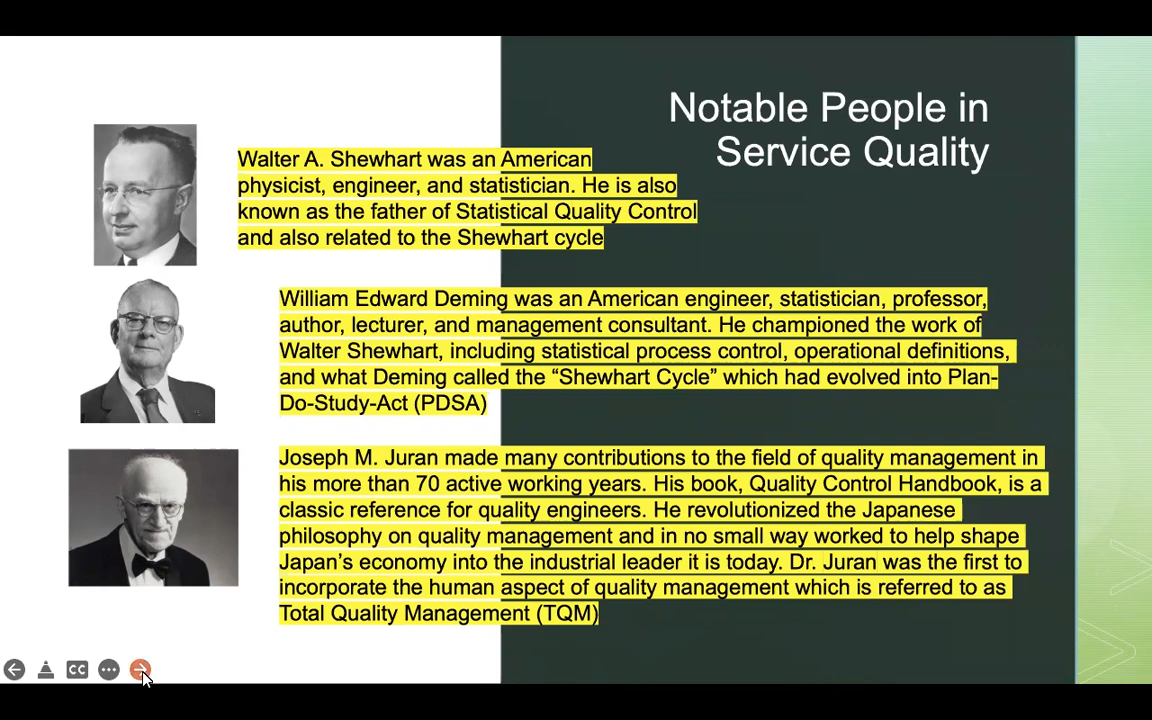 Notable People in
Service Quality
Walter A. Shewhart was an American
physicist, engineer, and statistician. He is also
known as the father of Statistical Quality Control
and also related to the Shewhart cycle
William Edward Deming was an American engineer, statistician, professor,
author, lecturer, and management consultant. He championed the work of
Walter Shewhart, including statistical process control, operational definitions,
and what Deming called the “Shewhart Cycle” which had evolved into Plan-
Do-Study-Act (PDSA)
Joseph M. Juran made many contributions to the field of quality management in
his more than 70 active working years. His book, Quality Control Handbook, is a
classic reference for quality engineers. He revolutionized the Japanese
philosophy on quality management and in no small way worked to help shape
Japan’s economy into the industrial leader it is today. Dr. Juran was the first to
incorporate the human aspect of quality management which is referred to as
Total Quality Management (TQM)
CC